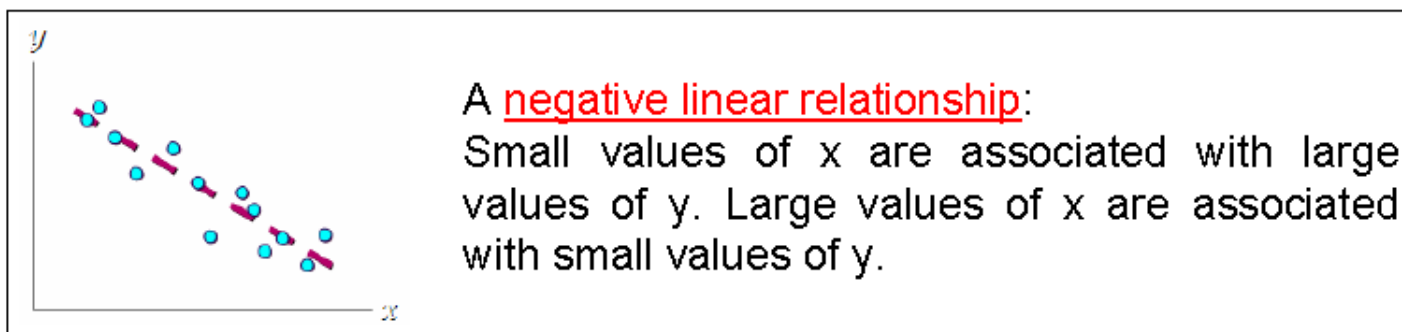 y
A negative linear relationship:
Small values of x are associated with large
values of y. Large values of x are associated
with small values of y.
x